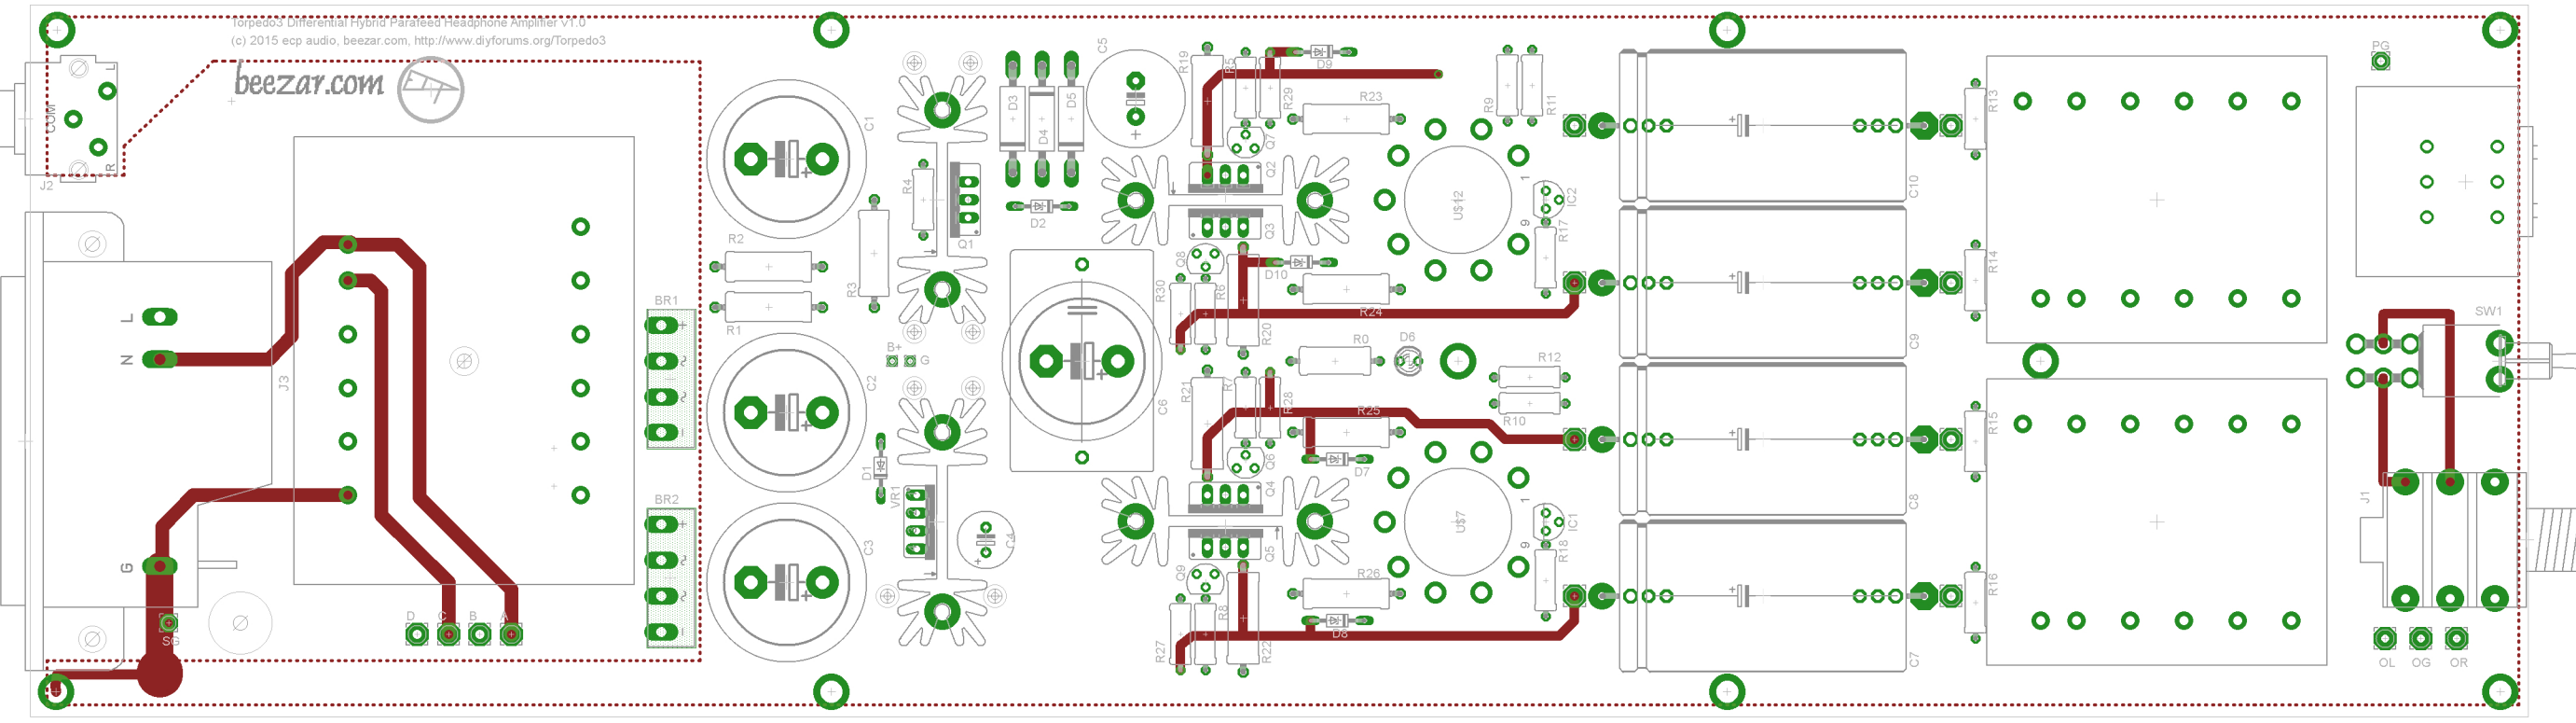 Torpedo3 Differential Hybrid Parafeed Headphone Amplifier v1.0
(c) 2015 ecp audio, beezar.com, http://www.diyforums.org/Torpedo3
beezar.com
L
COM
R
J2
L
N
G
SG
J3
D
C
B
A
BR1
BR2
+
~
~
-
+
~
~
-
R2
R1
C1
C2
C3
R3
R4
Q1
B+
G
D1
VR1
C4
D3
D4
D5
D2
C5
C6
R19
R5
R29
D9
Q7
Q2
Q3
Q8
R30
R6
R20
D10
R23
R24
R0
D6
R21
R7
R28
R25
Q6
D7
Q4
Q5
Q9
R27
R8
R22
R26
D8
U$12
U$7
R9
R11
1
IC2
9
R17
R12
R10
1
IC1
9
R18
C10
C9
C8
C7
R13
R14
R15
R16
PG
SW1
J1
OL
OG
OR